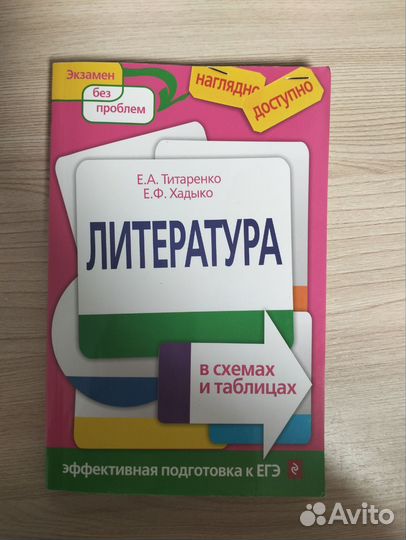 Экзамен
без
проблем
наглядно
доступно
Е.А. Титаренко
Е.Ф. Хадыко
ЛИТЕРАТУРА
в схемах
и таблицах
эффективная подготовка к ЕГЭ
Avito